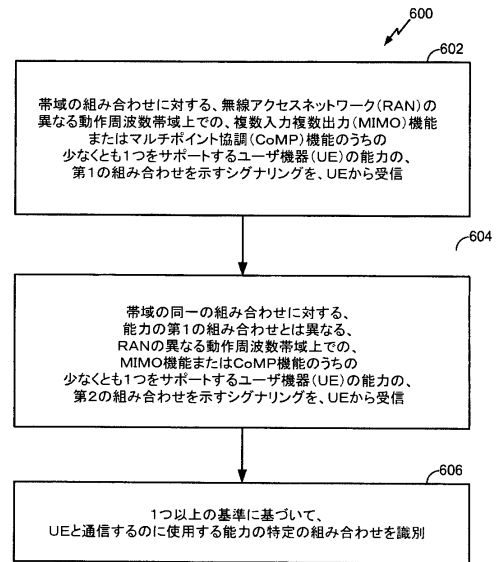 600
602
帯域の組み合わせに対する、無線アクセスネットワーク(RAN)の
異なる動作周波数帯域上での、複数入力複数出力(MIMO)機能
またはマルチポイント協調(CoMP)機能のうちの
少なくとも1つをサポートするユーザ機器(UE)の能力の、
第1の組み合わせを示すシグナリングを、UEから受信
604
帯域の同一の組み合わせに対する、
能力の第1の組み合わせとは異なる、
RANの異なる動作周波数帯域上での、
MIMO機能またはCoMP機能のうちの
少なくとも1つをサポートするユーザ機器(UE)の能力の、
第2の組み合わせを示すシグナリングを、UEから受信
606
1つ以上の基準に基づいて、
UEと通信するのに使用する能力の特定の組み合わせを識別